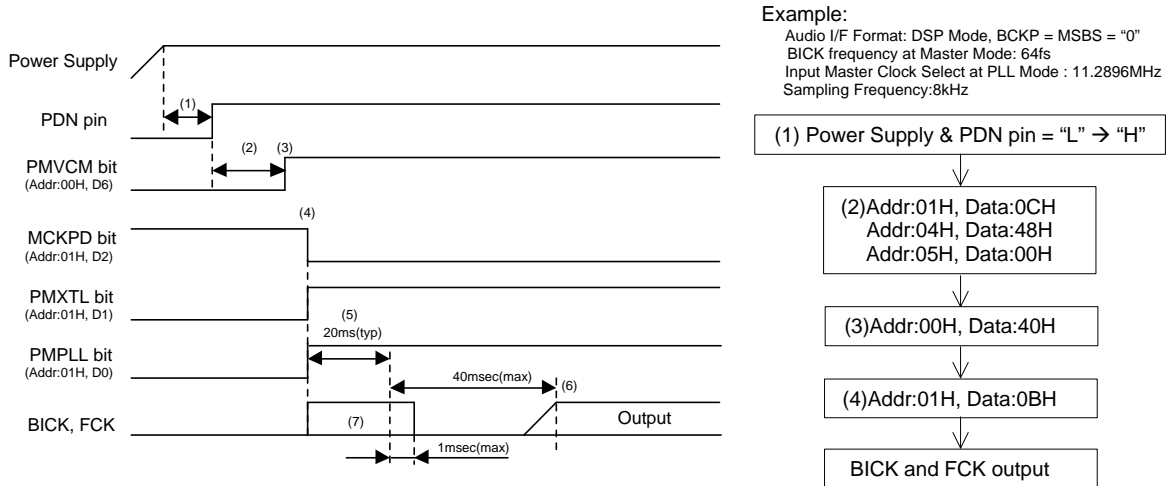 Power Supply
(1)
PDN pin
(2)
(3)
PMVCM bit
(Addr:00H, D6)
(4)
MCKPD bit
(Addr:01H, D2)
PMXTL bit
(Addr:01H, D1)
(5)
20ms(typ)
PMPLL bit
(Addr:01H, D0)
40msec(max)
(6)
BICK, FCK
(7)
Output
1msec(max)
Example:
Audio I/F Format: DSP Mode, BCKP = MSBS = “0”
BICK frequency at Master Mode: 64fs
Input Master Clock Select at PLL Mode : 11.2896MHz
Sampling Frequency:8kHz
(1) Power Supply & PDN pin = “L” → “H”
(2)Addr:01H, Data:0CH
Addr:04H, Data:48H
Addr:05H, Data:00H
(3)Addr:00H, Data:40H
(4)Addr:01H, Data:0BH
BICK and FCK output